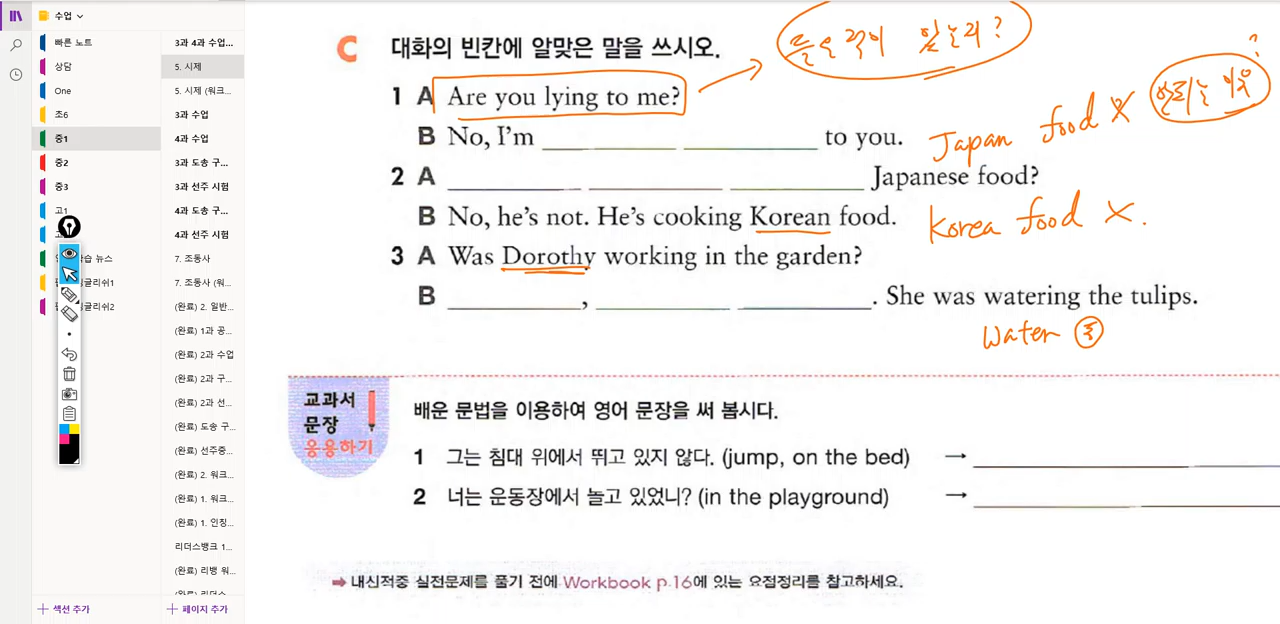 수업
빠른 노트
상담
One
초6
중1
중2
중3
고1
습 뉴스
글리쉬1
글리쉬2
섹션 추가
3과 4과 수업...
5. 시제
5. 시제 (워크...
3과 수업
4과 수업
3과 도송 구...
3과 선주 시험
4과 도송 구...
4과 선주 시험
7. 조동사
7. 조동사 (워...
(완료) 2. 일반...
(완료) 1과 공...
(완료) 2과 수업
(완료) 2과 구...
(완료) 2과 선...
(완료) 도송 구...
(완료) 선주중...
(완료) 2. 워크...
(완료) 1. 워크...
(완료) 1. 인징...
리더스뱅크 1...
(완료) 리뱅 워...
페이지 추가
C 대화의 빈칸에 알맞은 말을 쓰시오.
1 A Are you lying to me?
B No, I'm to you.
Japan food X
2 A Japanese food?
B No, he's not. He's cooking Korean food.
Korea food X.
3 A Was Dorothy working in the garden?
B , . She was watering the tulips.
Water 동
교과서
문장
응용하기
배운 문법을 이용하여 영어 문장을 써 봅시다.
1 그는 침대 위에서 뛰고 있지 않다. (jump, on the bed) →
2 너는 운동장에서 놀고 있었니? (in the playground) →
➡ 내신적중 실전문제를 풀기 전에 Workbook p.16에 있는 요점정리를 참고하세요.